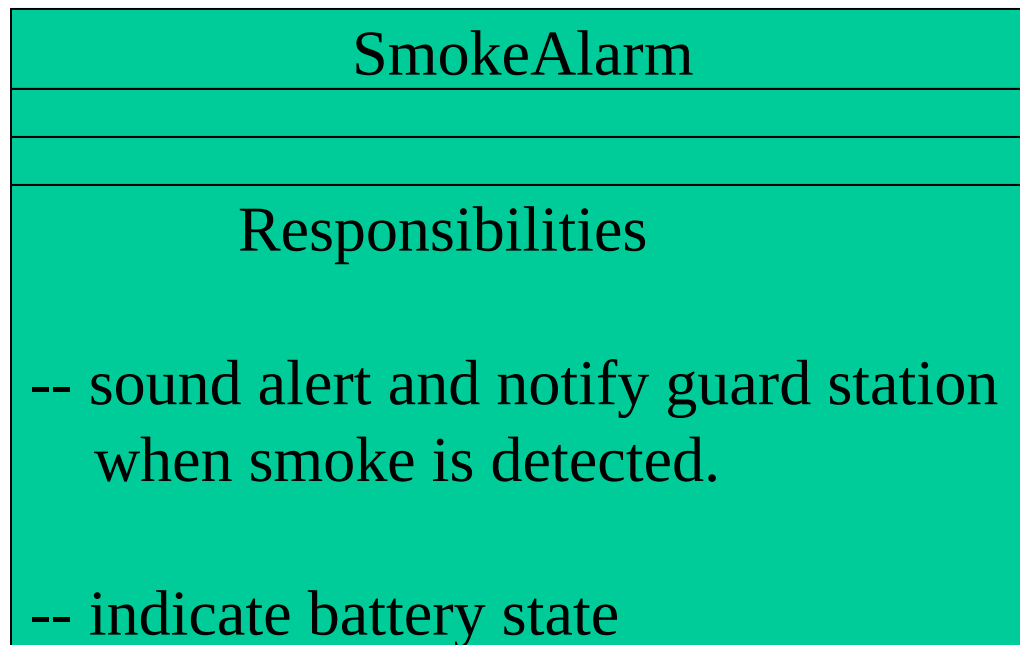 SmokeAlarm
Responsibilities
-- sound alert and notify guard station
when smoke is detected.
-- indicate battery state